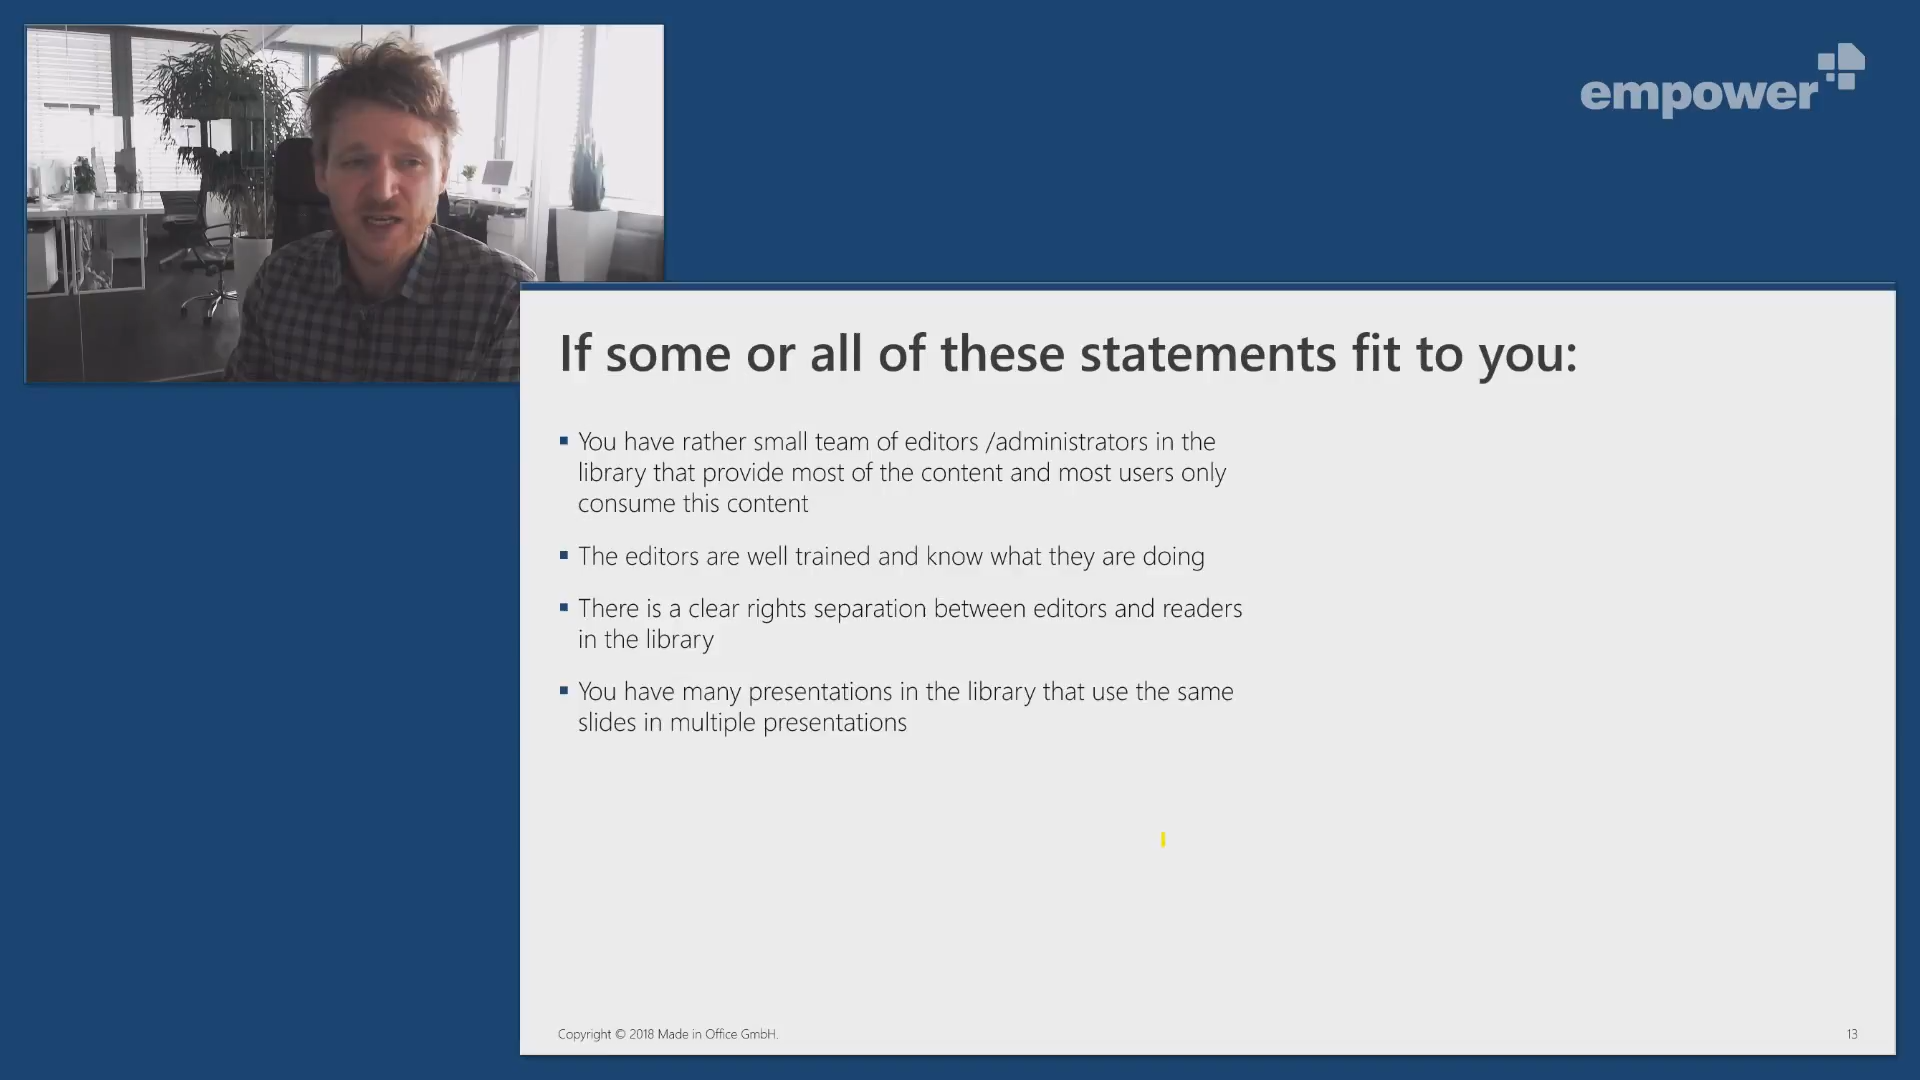 empower
If some or all of these statements fit to you:
You have rather small team of editors /administrators in the
library that provide most of the content and most users only
consume this content
The editors are well trained and know what they are doing
There is a clear rights separation between editors and readers
in the library
You have many presentations in the library that use the same
slides in multiple presentations
Copyright © 2018 Made in Office GmbH.
13